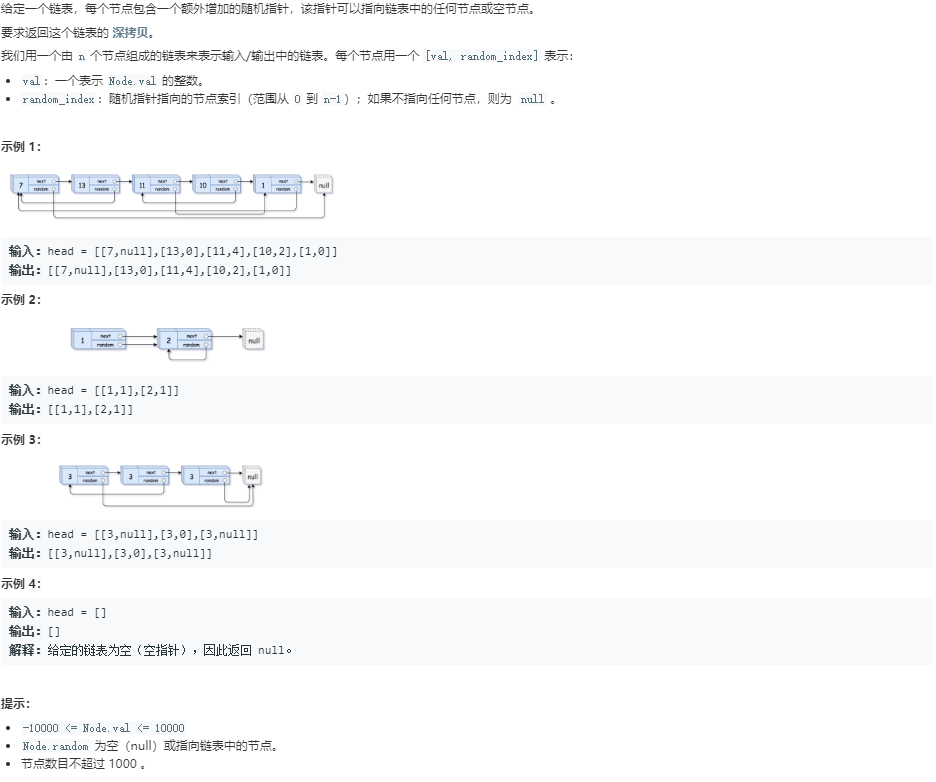 给定一个链表，每个节点包含一个额外增加的随机指针，该指针可以指向链表中的任何节点或空节点。
要求返回这个链表的 深拷贝。
我们用一个由 n 个节点组成的链表来表示输入/输出中的链表。每个节点用一个 [val, random_index] 表示：
• val：一个表示 Node.val 的整数。
• random_index：随机指针指向的节点索引（范围从 0 到 n-1）；如果不指向任何节点，则为 null 。
示例 1：
7 next random 13 next random 11 next random 10 next random 1 next random null
输入：head = [[7,null],[13,0],[11,4],[10,2],[1,0]]
输出：[[7,null],[13,0],[11,4],[10,2],[1,0]]
示例 2：
1 next random 2 next random null
输入：head = [[1,1],[2,1]]
输出：[[1,1],[2,1]]
示例 3：
3 next random 3 next random 3 next random null
输入：head = [[3,null],[3,0],[3,null]]
输出：[[3,null],[3,0],[3,null]]
示例 4：
输入：head = []
输出：[]
解释：给定的链表为空（空指针），因此返回 null。
提示：
• -10000 <= Node.val <= 10000
• Node.random 为空（null）或指向链表中的节点。
• 节点数目不超过 1000 。